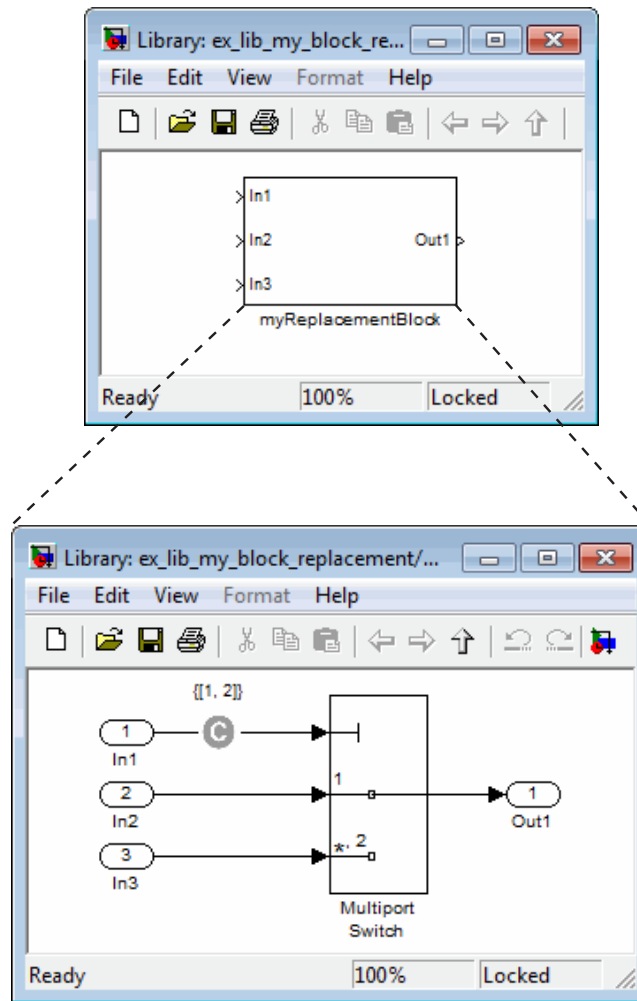 Library: ex_lib_my_block_re...
File Edit View Format Help
In1
In2 Out1
In3
myReplacementBlock
Ready 100% Locked
Library: ex_lib_my_block_replacement/...
File Edit View Format Help
{[1, 2]}
1 C
In1
1
2 1
In2 Out1
*, 2
3
In3
Multiport
Switch
Ready 100% Locked